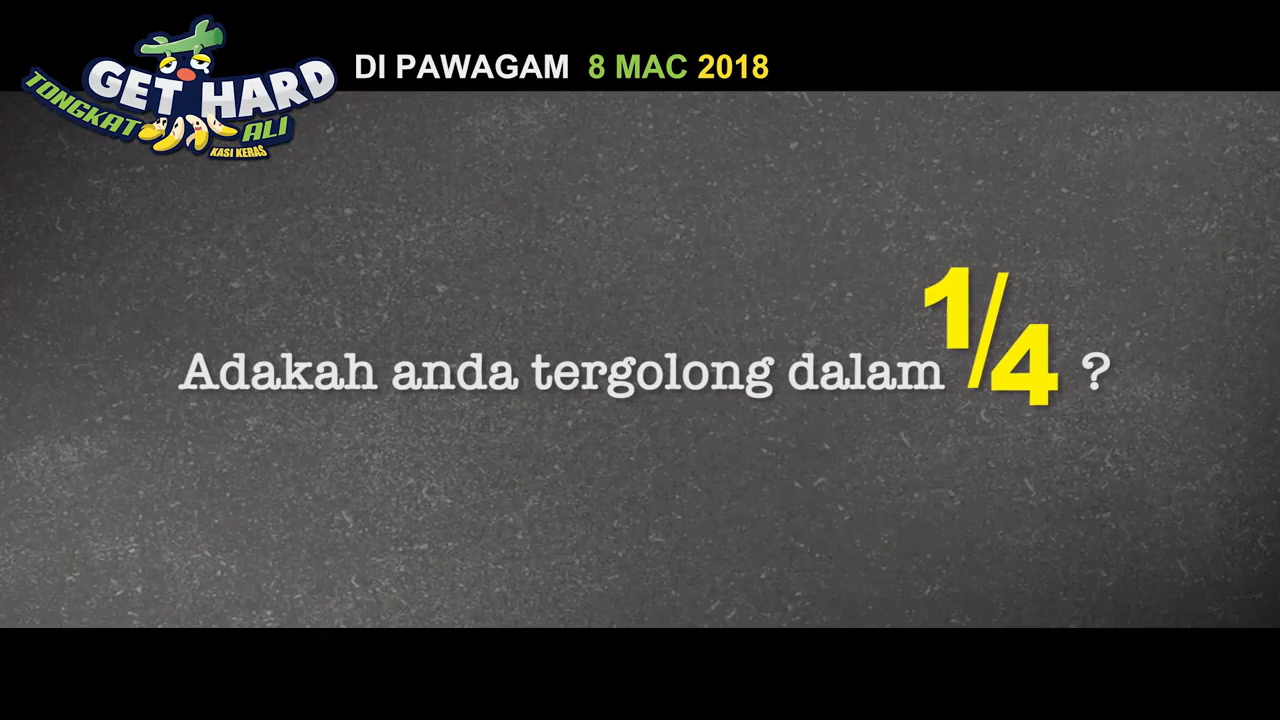 GET HARD
TONGKAT ALI
KASI KERAS
DI PAWAGAM 8 MAC 2018
Adakah anda tergolong dalam 1/4 ?